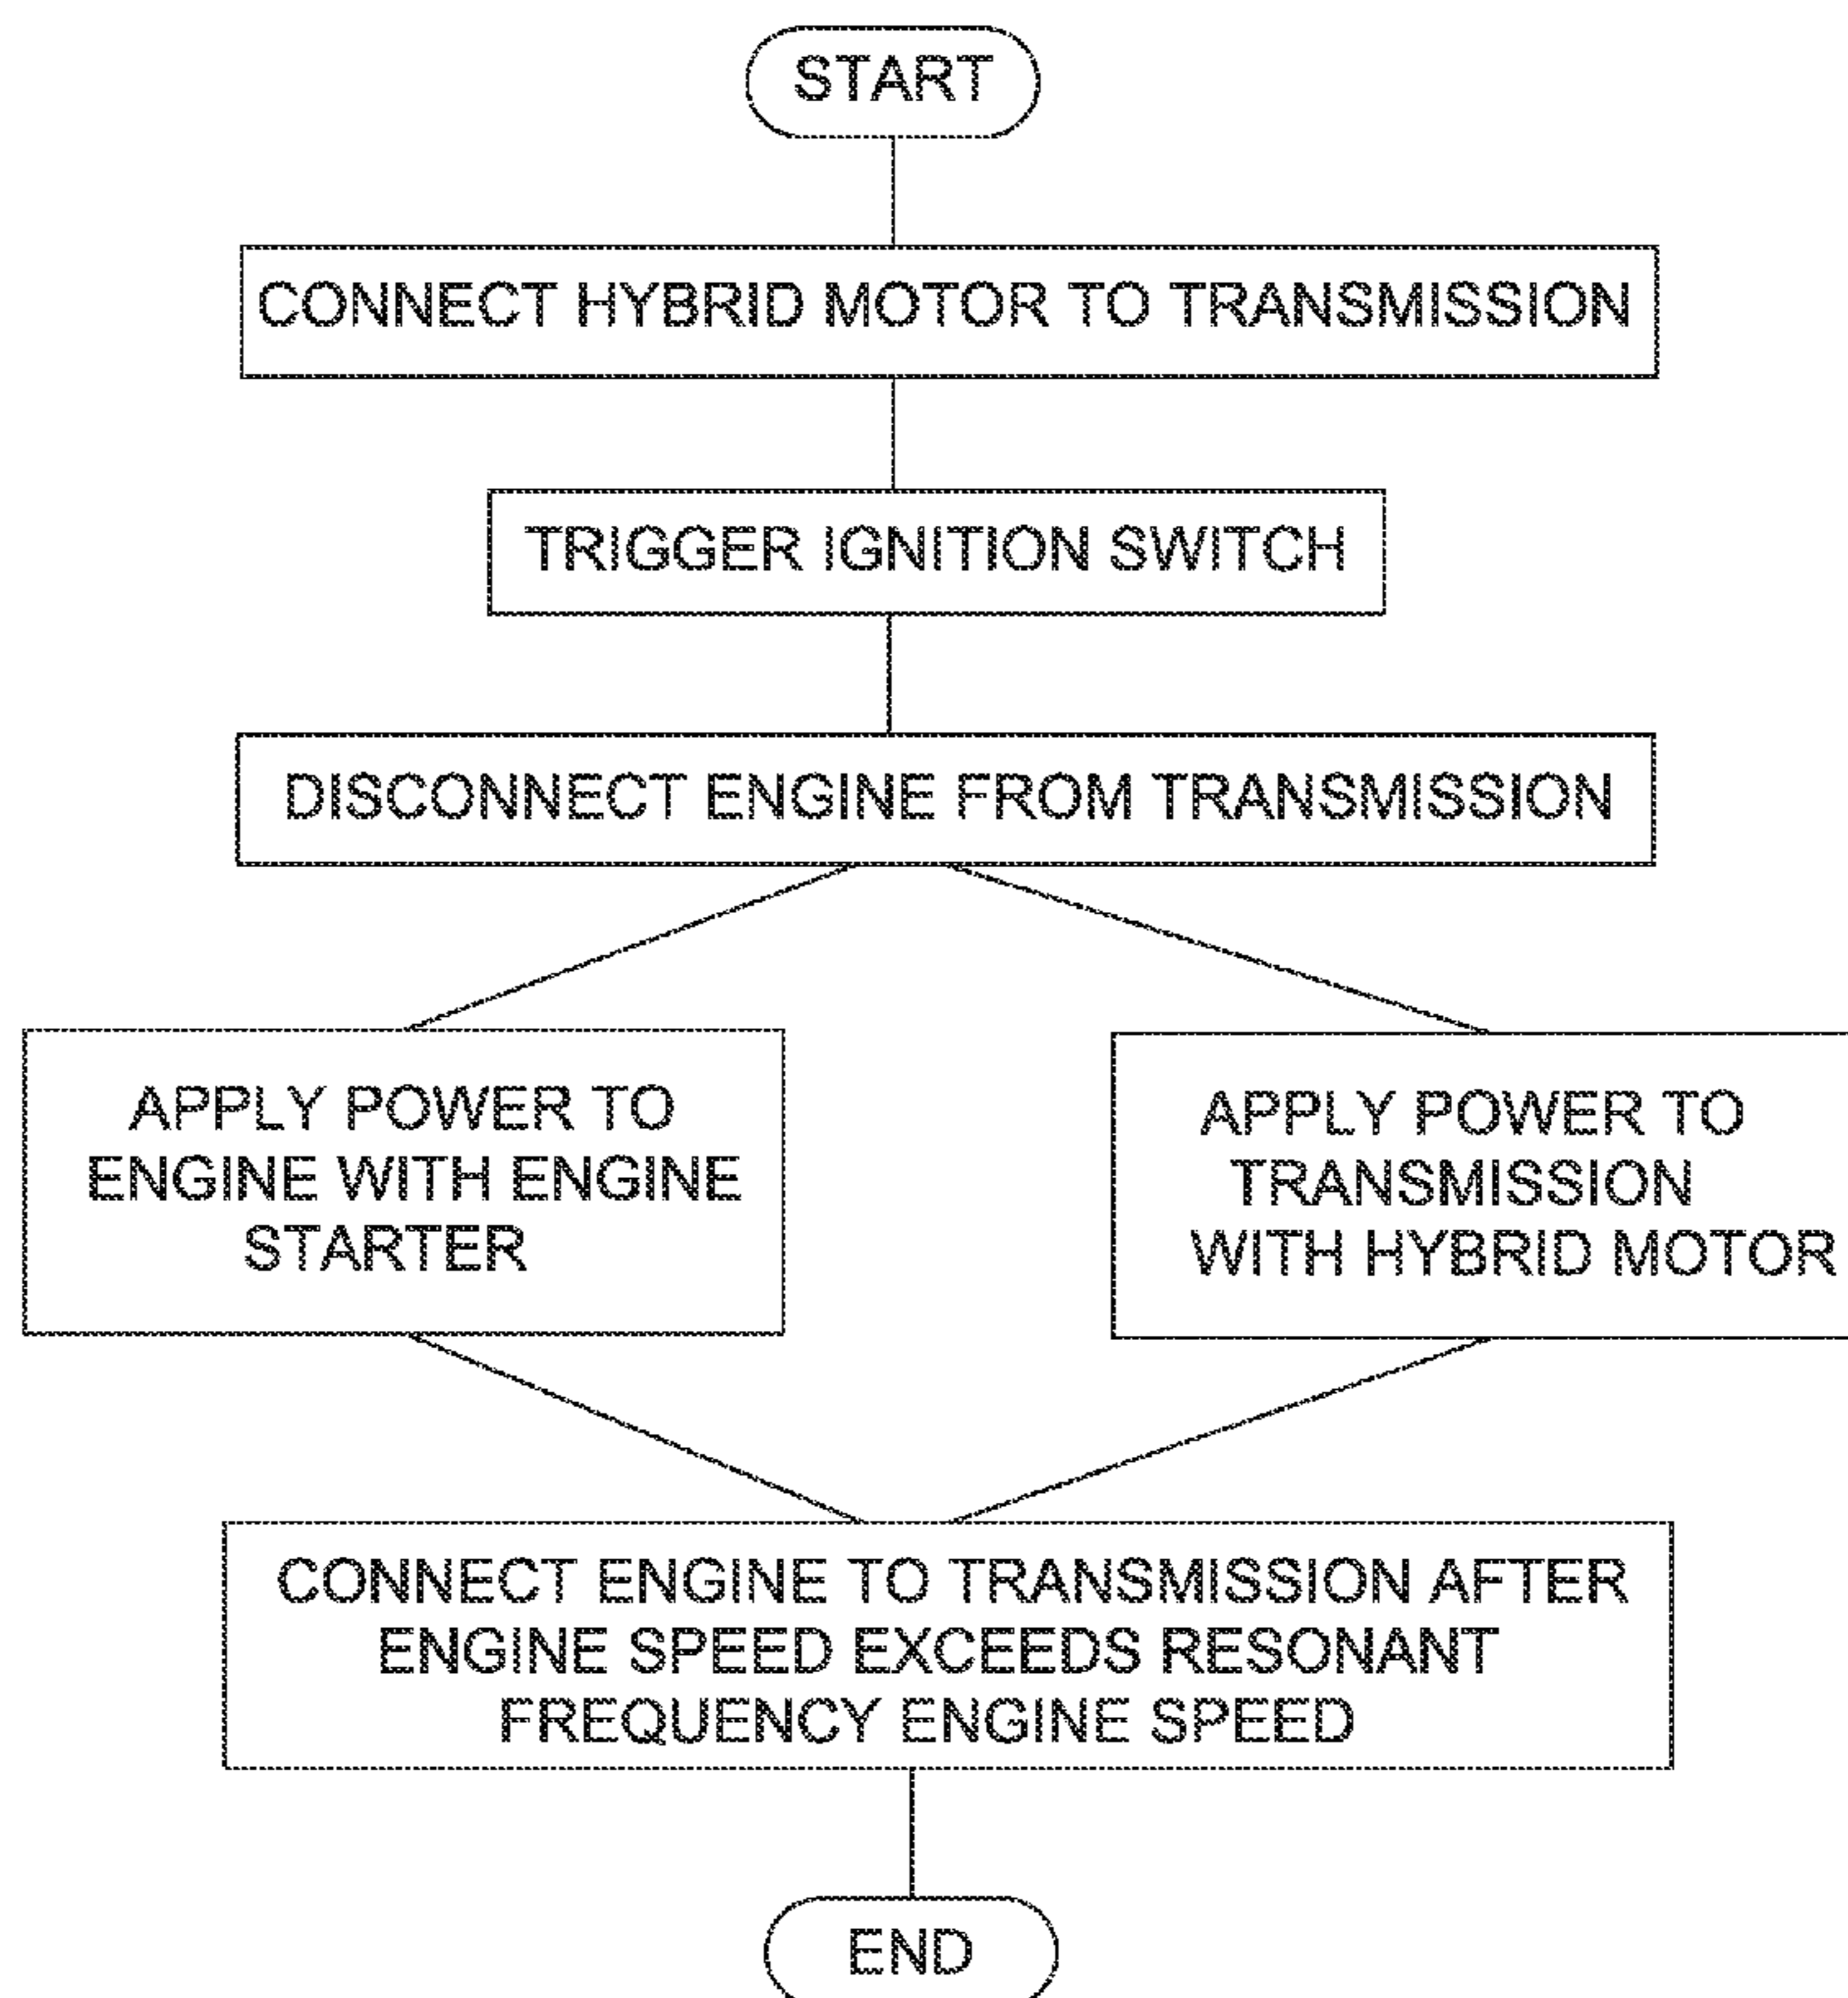 START
CONNECT HYBRID MOTOR TO TRANSMISSION
TRIGGER IGNITION SWITCH
DISCONNECT ENGINE FROM TRANSMISSION
APPLY POWER TO
ENGINE WITH ENGINE
STARTER
APPLY POWER TO
TRANSMISSION
WITH HYBRID MOTOR
CONNECT ENGINE TO TRANSMISSION AFTER
ENGINE SPEED EXCEEDS RESONANT
FREQUENCY ENGINE SPEED
END